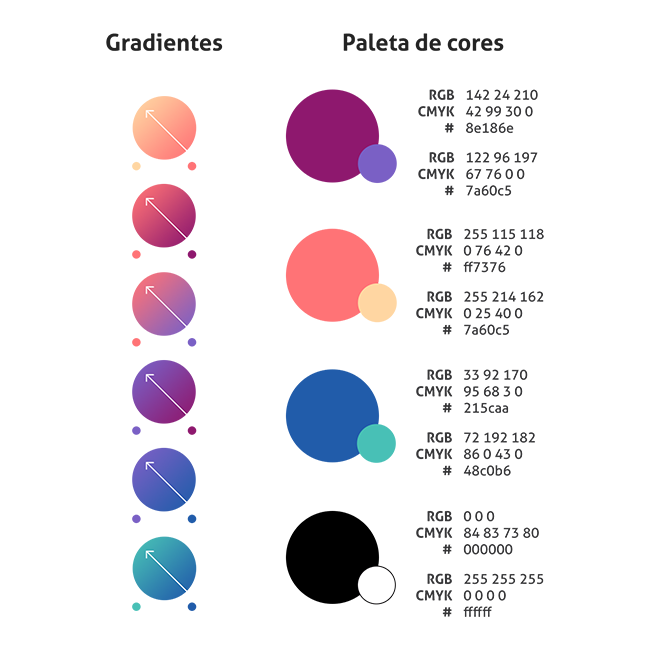 Gradientes
Paleta de cores
RGB 142 24 210
CMYK 42 99 30 0
# 8e186e
RGB 122 96 197
CMYK 67 76 0 0
# 7a60c5
RGB 255 115 118
CMYK 0 76 42 0
# ff7376
RGB 255 214 162
CMYK 0 25 40 0
# 7a60c5
RGB 33 92 170
CMYK 95 68 3 0
# 215caa
RGB 72 192 182
CMYK 86 0 43 0
# 48c0b6
RGB 0 0 0
CMYK 84 83 73 80
# 000000
RGB 255 255 255
CMYK 0 0 0 0
# ffffff